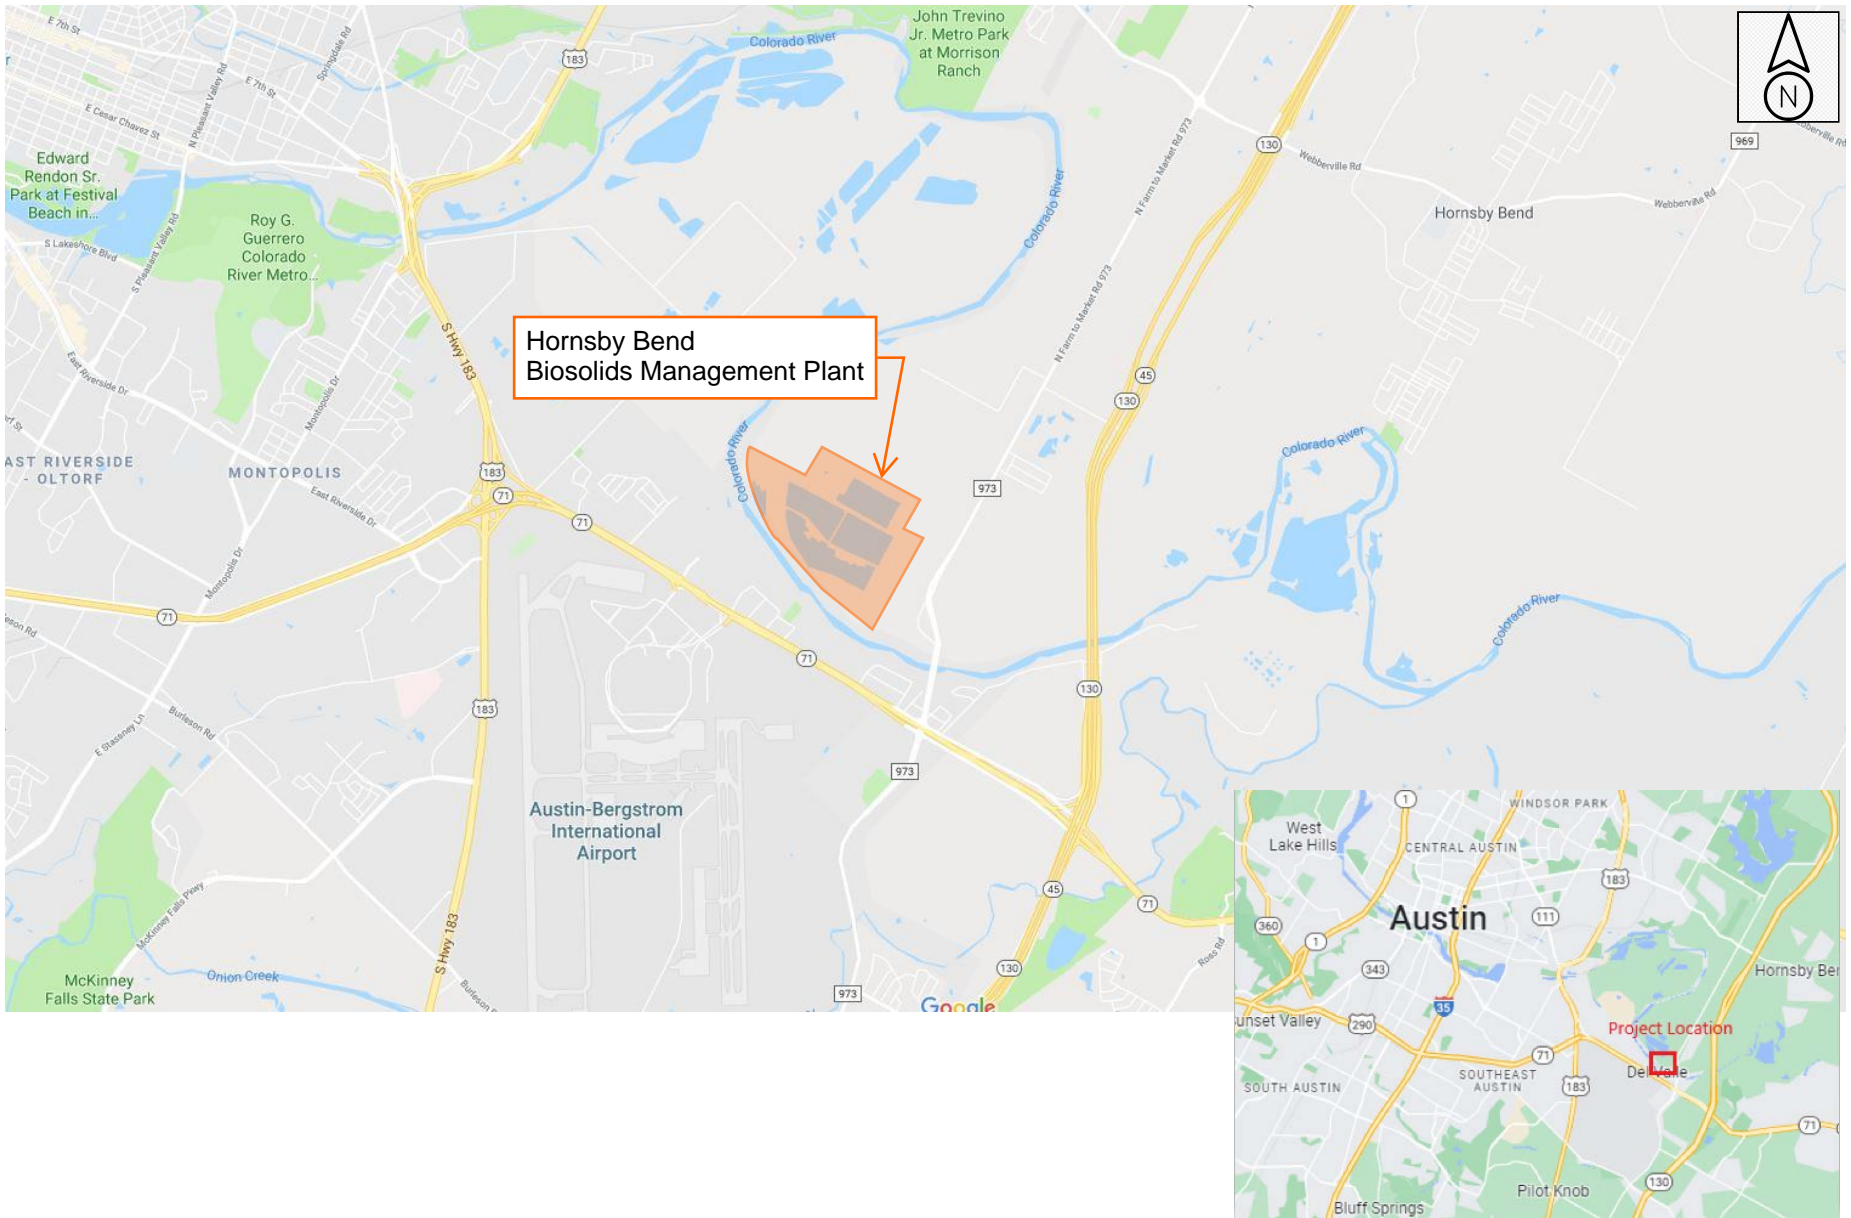 E 7th St
Springdale Rd
183
Colorado River
John Trevino
Jr. Metro Park
at Morrison
Ranch
N
N Pleasant Valley Rd
E 7th St
E Cesar Chavez St
130
Webberville Rd
969
N Farm to Market Rd 973
Edward
Rendon Sr.
Park at Festival
Beach in...
Roy G.
Guerrero
Colorado
River Metro...
S Lakeshore Blvd
S Pleasant Valley Rd
Colorado River
Hornsby Bend
Webberville Rd
N Farm to Market Rd 973
Hornsby Bend
Biosolids Management Plant
S Hwy 183
East Riverside Dr
Montopolis Dr
45
130
Colorado River
Colorado River
AST RIVERSIDE
- OLTORF
MONTOPOLIS
183
71
973
East Riverside Dr
71
Montopolis Dr
71
Colorado River
71
130
E Stassney Ln
Burleson Rd
183
973
Austin-Bergstrom
International
Airport
45
71
McKinney Falls Pkwy
S Hwy 183
Ross Rd
McKinney
Falls State Park
Onion Creek
130
973
Google
1
WINDSOR PARK
West
Lake Hills
CENTRAL AUSTIN
183
Austin
111
360
1
343
Hornsby Ber
35
unset Valley
290
Project Location
71
SOUTH AUSTIN
SOUTHEAST
AUSTIN
183
Del Valle
71
130
Pilot Knob
Bluff Springs